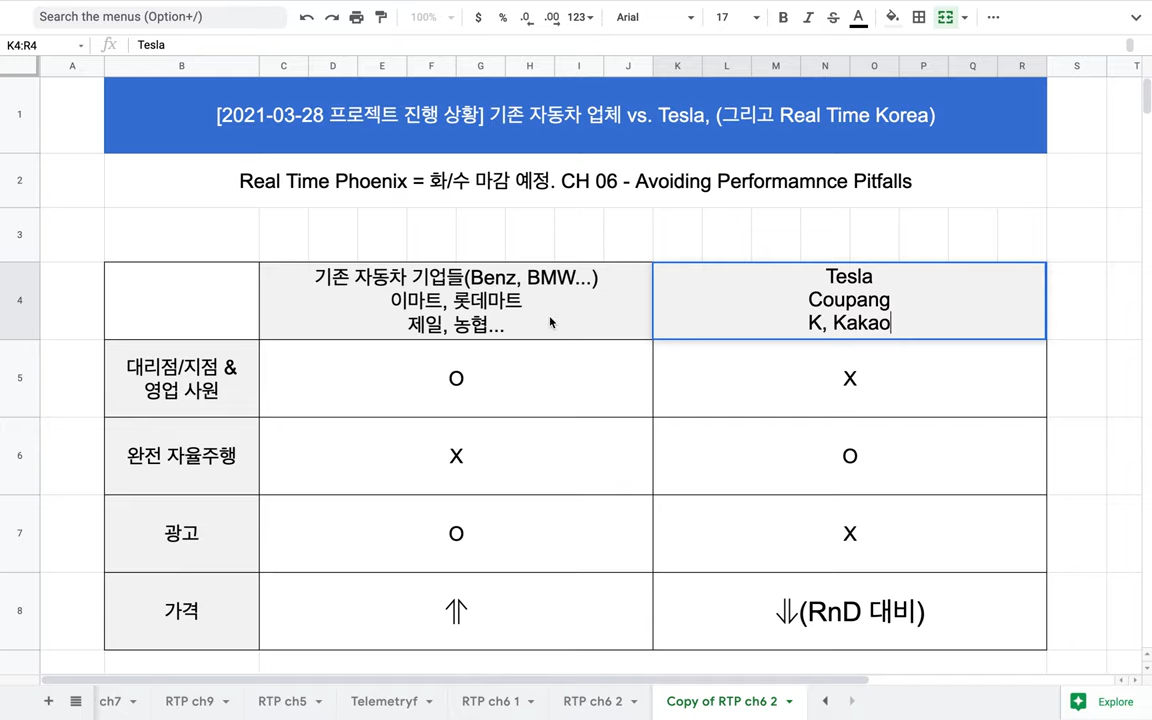 Search the menus (Option+/)
100%
$ % .0 .00 123
Arial
17
B I S A
K4:R4
fx Tesla
A B C D E F G H I J K L M N O P Q R S T
1
[2021-03-28 프로젝트 진행 상황] 기존 자동차 업체 vs. Tesla, (그리고 Real Time Korea)
2
Real Time Phoenix = 화/수 마감 예정. CH 06 - Avoiding Performamnce Pitfalls
3
4
기존 자동차 기업들(Benz, BMW...)
이마트, 롯데마트
제일, 농협...
Tesla
Coupang
K, Kakao
5
대리점/지점 &
영업 사원
O
X
6
완전 자율주행
X
O
7
광고
O
X
8
가격
⇑
⇓(RnD 대비)
ch7
RTP ch9
RTP ch5
Telemetryf
RTP ch6 1
RTP ch6 2
Copy of RTP ch6 2
Explore